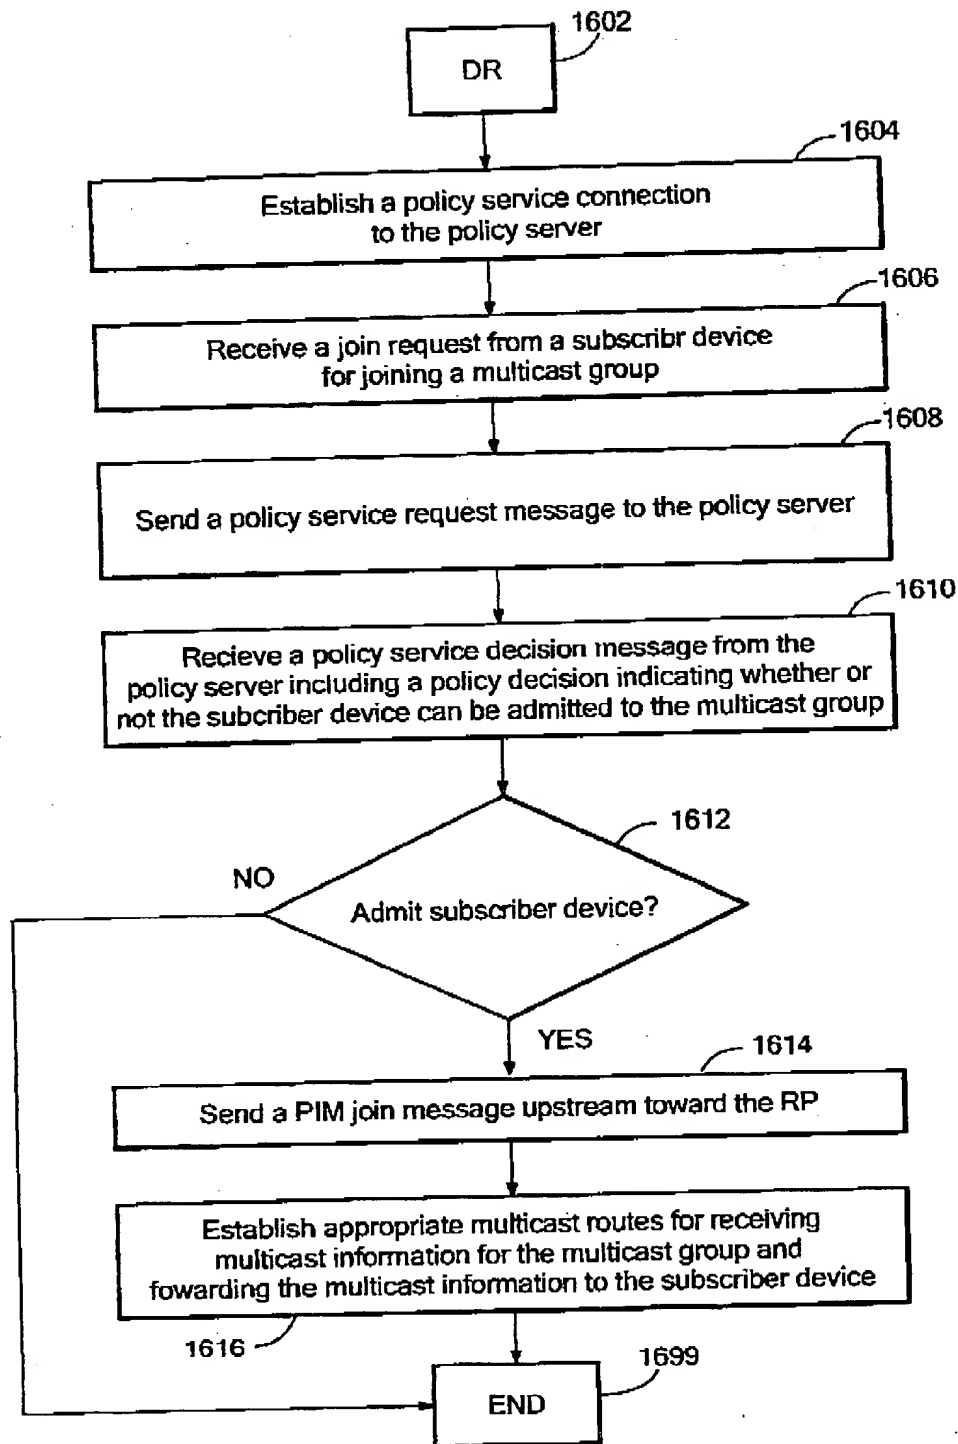 1602
DR
1604
Establish a policy service connection
to the policy server
1606
Receive a join request from a subscribr device
for joining a multicast group
1608
Send a policy service request message to the policy server
1610
Recieve a policy service decision message from the
policy server including a policy decision indicating whether or
not the subcriber device can be admitted to the multicast group
1612
NO
Admit subscriber device?
YES
1614
Send a PIM join message upstream toward the RP
Establish appropriate multicast routes for receiving
multicast information for the multicast group and
fowarding the multicast information to the subscriber device
1616
1699
END